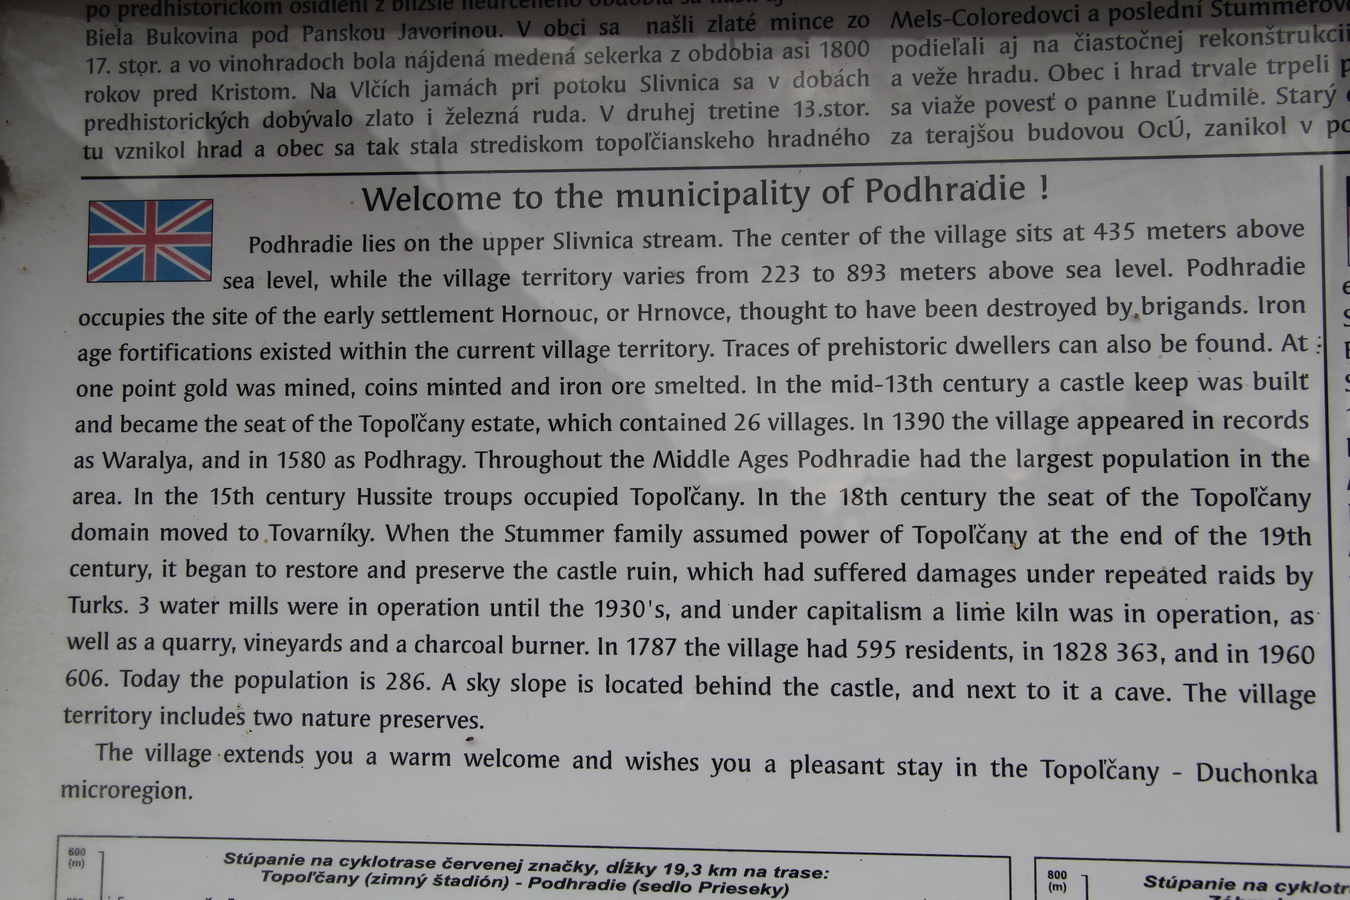 po predhistorickom osídlení z bližšie neurčeného obdobia sa našli aj
Biela Bukovina pod Panskou Javorinou. V obci sa našli zlaté mince zo
17. stor. a vo vinohradoch bola nájdená medená sekerka z obdobia asi 1800
rokov pred Kristom. Na Vlčích jamách pri potoku Slivnica sa v dobách
predhistorických dobývalo zlato i železná ruda. V druhej tretine 13.stor.
tu vznikol hrad a obec sa tak stala strediskom topoľčianskeho hradného
Mels-Coloredovci a poslední Stummerove
podieľali aj na čiastočnej rekonštrukcii
a veže hradu. Obec i hrad trvale trpeli
sa viaže povesť o panne Ľudmile. Starý
za terajšou budovou OcÚ, zanikol v
Welcome to the municipality of Podhradie !
Podhradie lies on the upper Slivnica stream. The center of the village sits at 435 meters above
sea level, while the village territory varies from 223 to 893 meters above sea level. Podhradie
occupies the site of the early settlement Hornouc, or Hrnovce, thought to have been destroyed by brigands. Iron
age fortifications existed within the current village territory. Traces of prehistoric dwellers can also be found. At
one point gold was mined, coins minted and iron ore smelted. In the mid-13th century a castle keep was built
and became the seat of the Topoľčany estate, which contained 26 villages. In 1390 the village appeared in records
as Waralya, and in 1580 as Podhragy. Throughout the Middle Ages Podhradie had the largest population in the
area. In the 15th century Hussite troops occupied Topoľčany. In the 18th century the seat of the Topoľčany
domain moved to Tovarníky. When the Stummer family assumed power of Topoľčany at the end of the 19th
century, it began to restore and preserve the castle ruin, which had suffered damages under repeated raids by
Turks. 3 water mills were in operation until the 1930's, and under capitalism a lime kiln was in operation, as
well as a quarry, vineyards and a charcoal burner. In 1787 the village had 595 residents, in 1828 363, and in 1960
606. Today the population is 286. A sky slope is located behind the castle, and next to it a cave. The village
territory includes two nature preserves.
The village extends you a warm welcome and wishes you a pleasant stay in the Topoľčany - Duchonka
microregion.
600
(m)
Stúpanie na cyklotrase červenej značky, dĺžky 19,3 km na trase:
Topoľčany (zimný štadión) - Podhradie (sedlo Prieseky)
800
(m)
Stúpanie na cyklotr